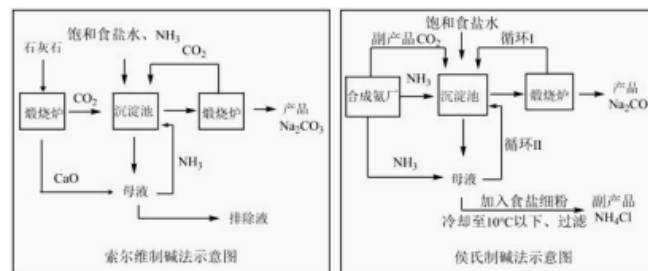 石灰石
饱和食盐水、NH3
CO2
煅烧炉
CO2
沉淀池
煅烧炉
产品
Na2CO3
CaO
NH3
母液
排除液
索尔维制碱法示意图
饱和食盐水
副产品CO2
循环I
合成氨厂
NH3
沉淀池
煅烧炉
产品
Na2CO
NH3
循环II
母液
加入食盐细粉
冷却至10℃以下、过滤
副产品
NH4Cl
侯氏制碱法示意图